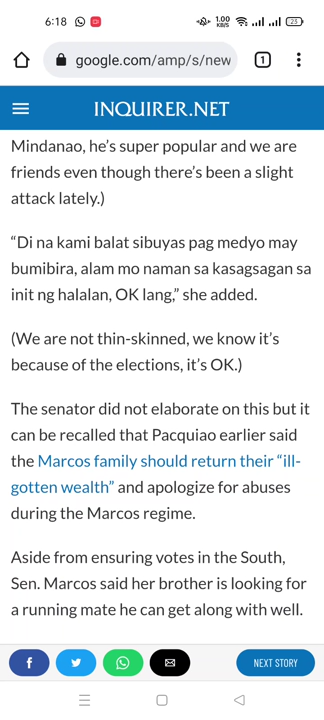 6:18
1.00
KB/S
23
google.com/amp/s/new
1
INQUIRER.NET
Mindanao, he’s super popular and we are
friends even though there’s been a slight
attack lately.)
“Di na kami balat sibuyas pag medyo may
bumibira, alam mo naman sa kasagsagan sa
init ng halalan, OK lang,” she added.
(We are not thin-skinned, we know it’s
because of the elections, it’s OK.)
The senator did not elaborate on this but it
can be recalled that Pacquiao earlier said
the Marcos family should return their “ill-
gotten wealth” and apologize for abuses
during the Marcos regime.
Aside from ensuring votes in the South,
Sen. Marcos said her brother is looking for
a running mate he can get along with well.
f
NEXT STORY